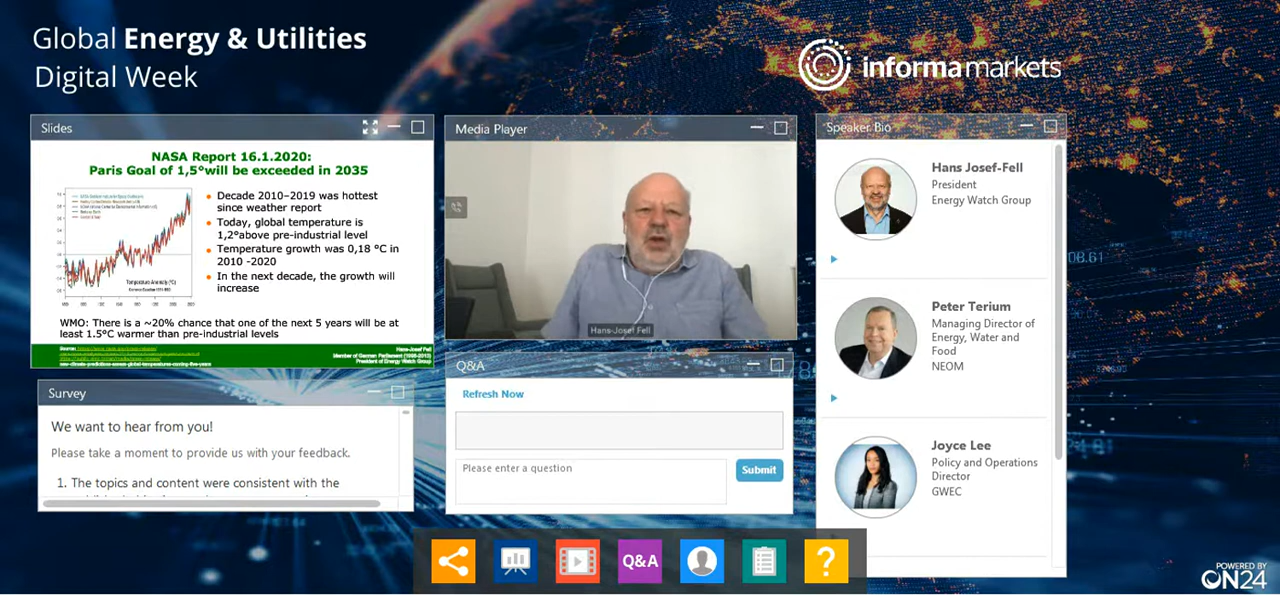 Global Energy & Utilities
Digital Week
informa markets
Slides
NASA Report 16.1.2020:
Paris Goal of 1,5°will be exceeded in 2035
Decade 2010–2019 was hottest
since weather report
Today, global temperature is
1,2°above pre-industrial level
Temperature growth was 0,18 °C in
2010 -2020
In the next decade, the growth will
increase
Temperature Anomaly (°C)
WMO: There is a ~20% chance that one of the next 5 years will be at
least 1.5°C warmer than pre-industrial levels
Source:
Hans-Josef Fell
Member of German Parliament (1998-2013)
President of Energy Watch Group
Media Player
Hans-Josef Fell
Speaker Bio
Hans Josef-Fell
President
Energy Watch Group
Peter Terium
Managing Director of
Energy, Water and
Food
NEOM
Joyce Lee
Policy and Operations
Director
GWEC
Survey
We want to hear from you!
Please take a moment to provide us with your feedback.
1. The topics and content were consistent with the
Q&A
Refresh Now
Please enter a question
Submit
Q&A
?
POWERED BY
ON24